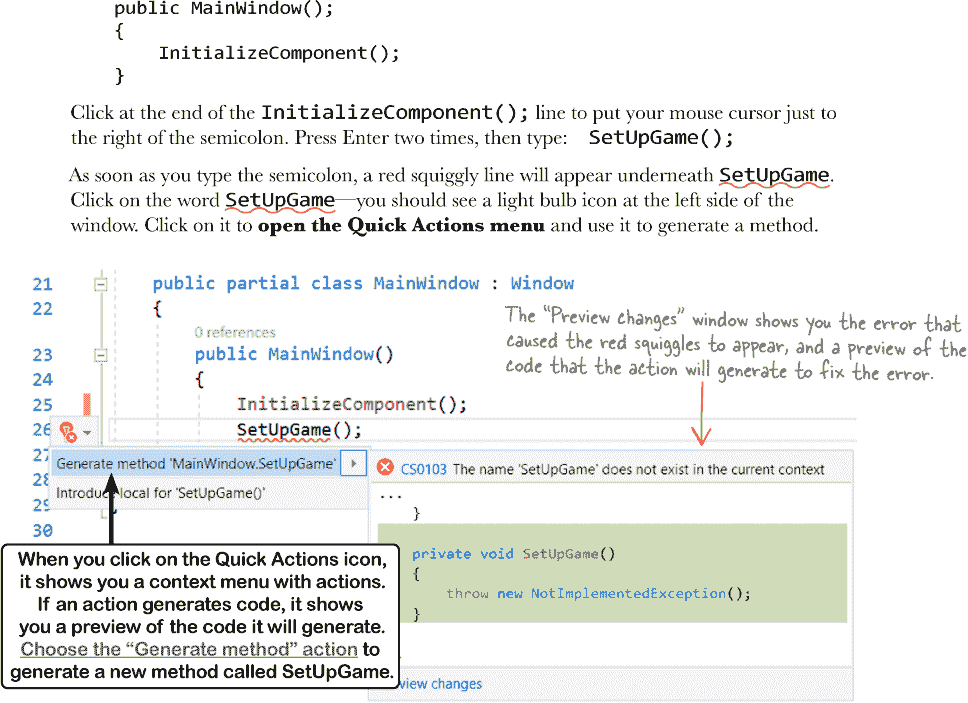 public MainWindow();
{
InitializeComponent();
}
Click at the end of the InitializeComponent(); line to put your mouse cursor just to
the right of the semicolon. Press Enter two times, then type: SetUpGame();
As soon as you type the semicolon, a red squiggly line will appear underneath SetUpGame.
Click on the word SetUpGame—you should see a light bulb icon at the left side of the
window. Click on it to open the Quick Actions menu and use it to generate a method.
21 public partial class MainWindow : Window
22 {
0 references
23 public MainWindow()
24 {
25 InitializeComponent();
26 SetUpGame();
27
28
29
30
The “Preview changes” window shows you the error that
caused the red squiggles to appear, and a preview of the
code that the action will generate to fix the error.
Generate method 'MainWindow.SetUpGame'
Introduce local for 'SetUpGame()'
CS0103 The name 'SetUpGame' does not exist in the current context
...
}
private void SetUpGame()
{
throw new NotImplementedException();
}
view changes
When you click on the Quick Actions icon,
it shows you a context menu with actions.
If an action generates code, it shows
you a preview of the code it will generate.
Choose the “Generate method” action to
generate a new method called SetUpGame.